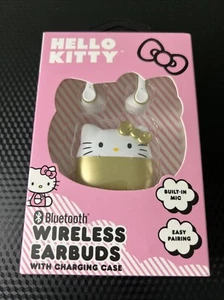 HELLO
KITTY
BUILT-IN
MIC
EASY
PAIRING
Bluetooth®
WIRELESS
EARBUDS
WITH CHARGING CASE